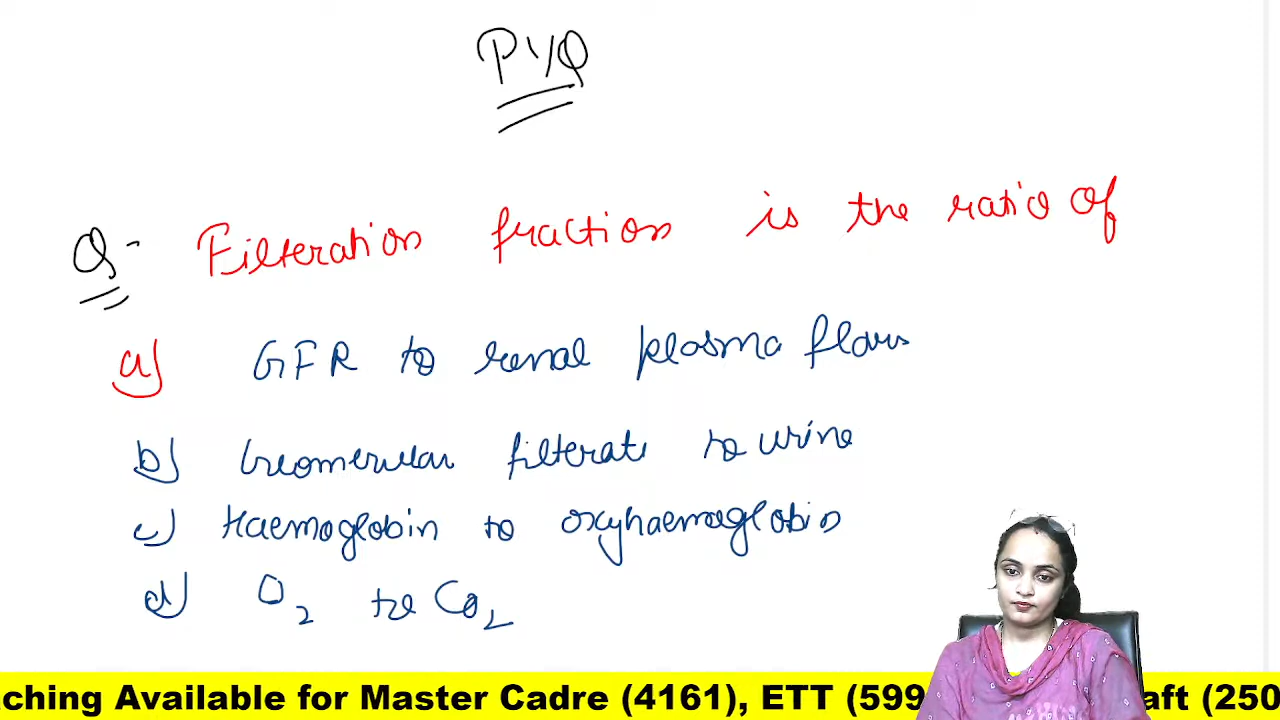 PYQ
Q- Filteration fraction is the ratio of
a) GFR to renal plasma flow
b) Glomerular filterate to urine
c) Haemoglobin to oxyhaemoglobin
d) O2 to CO2
ching Available for Master Cadre (4161), ETT (599 aft (250